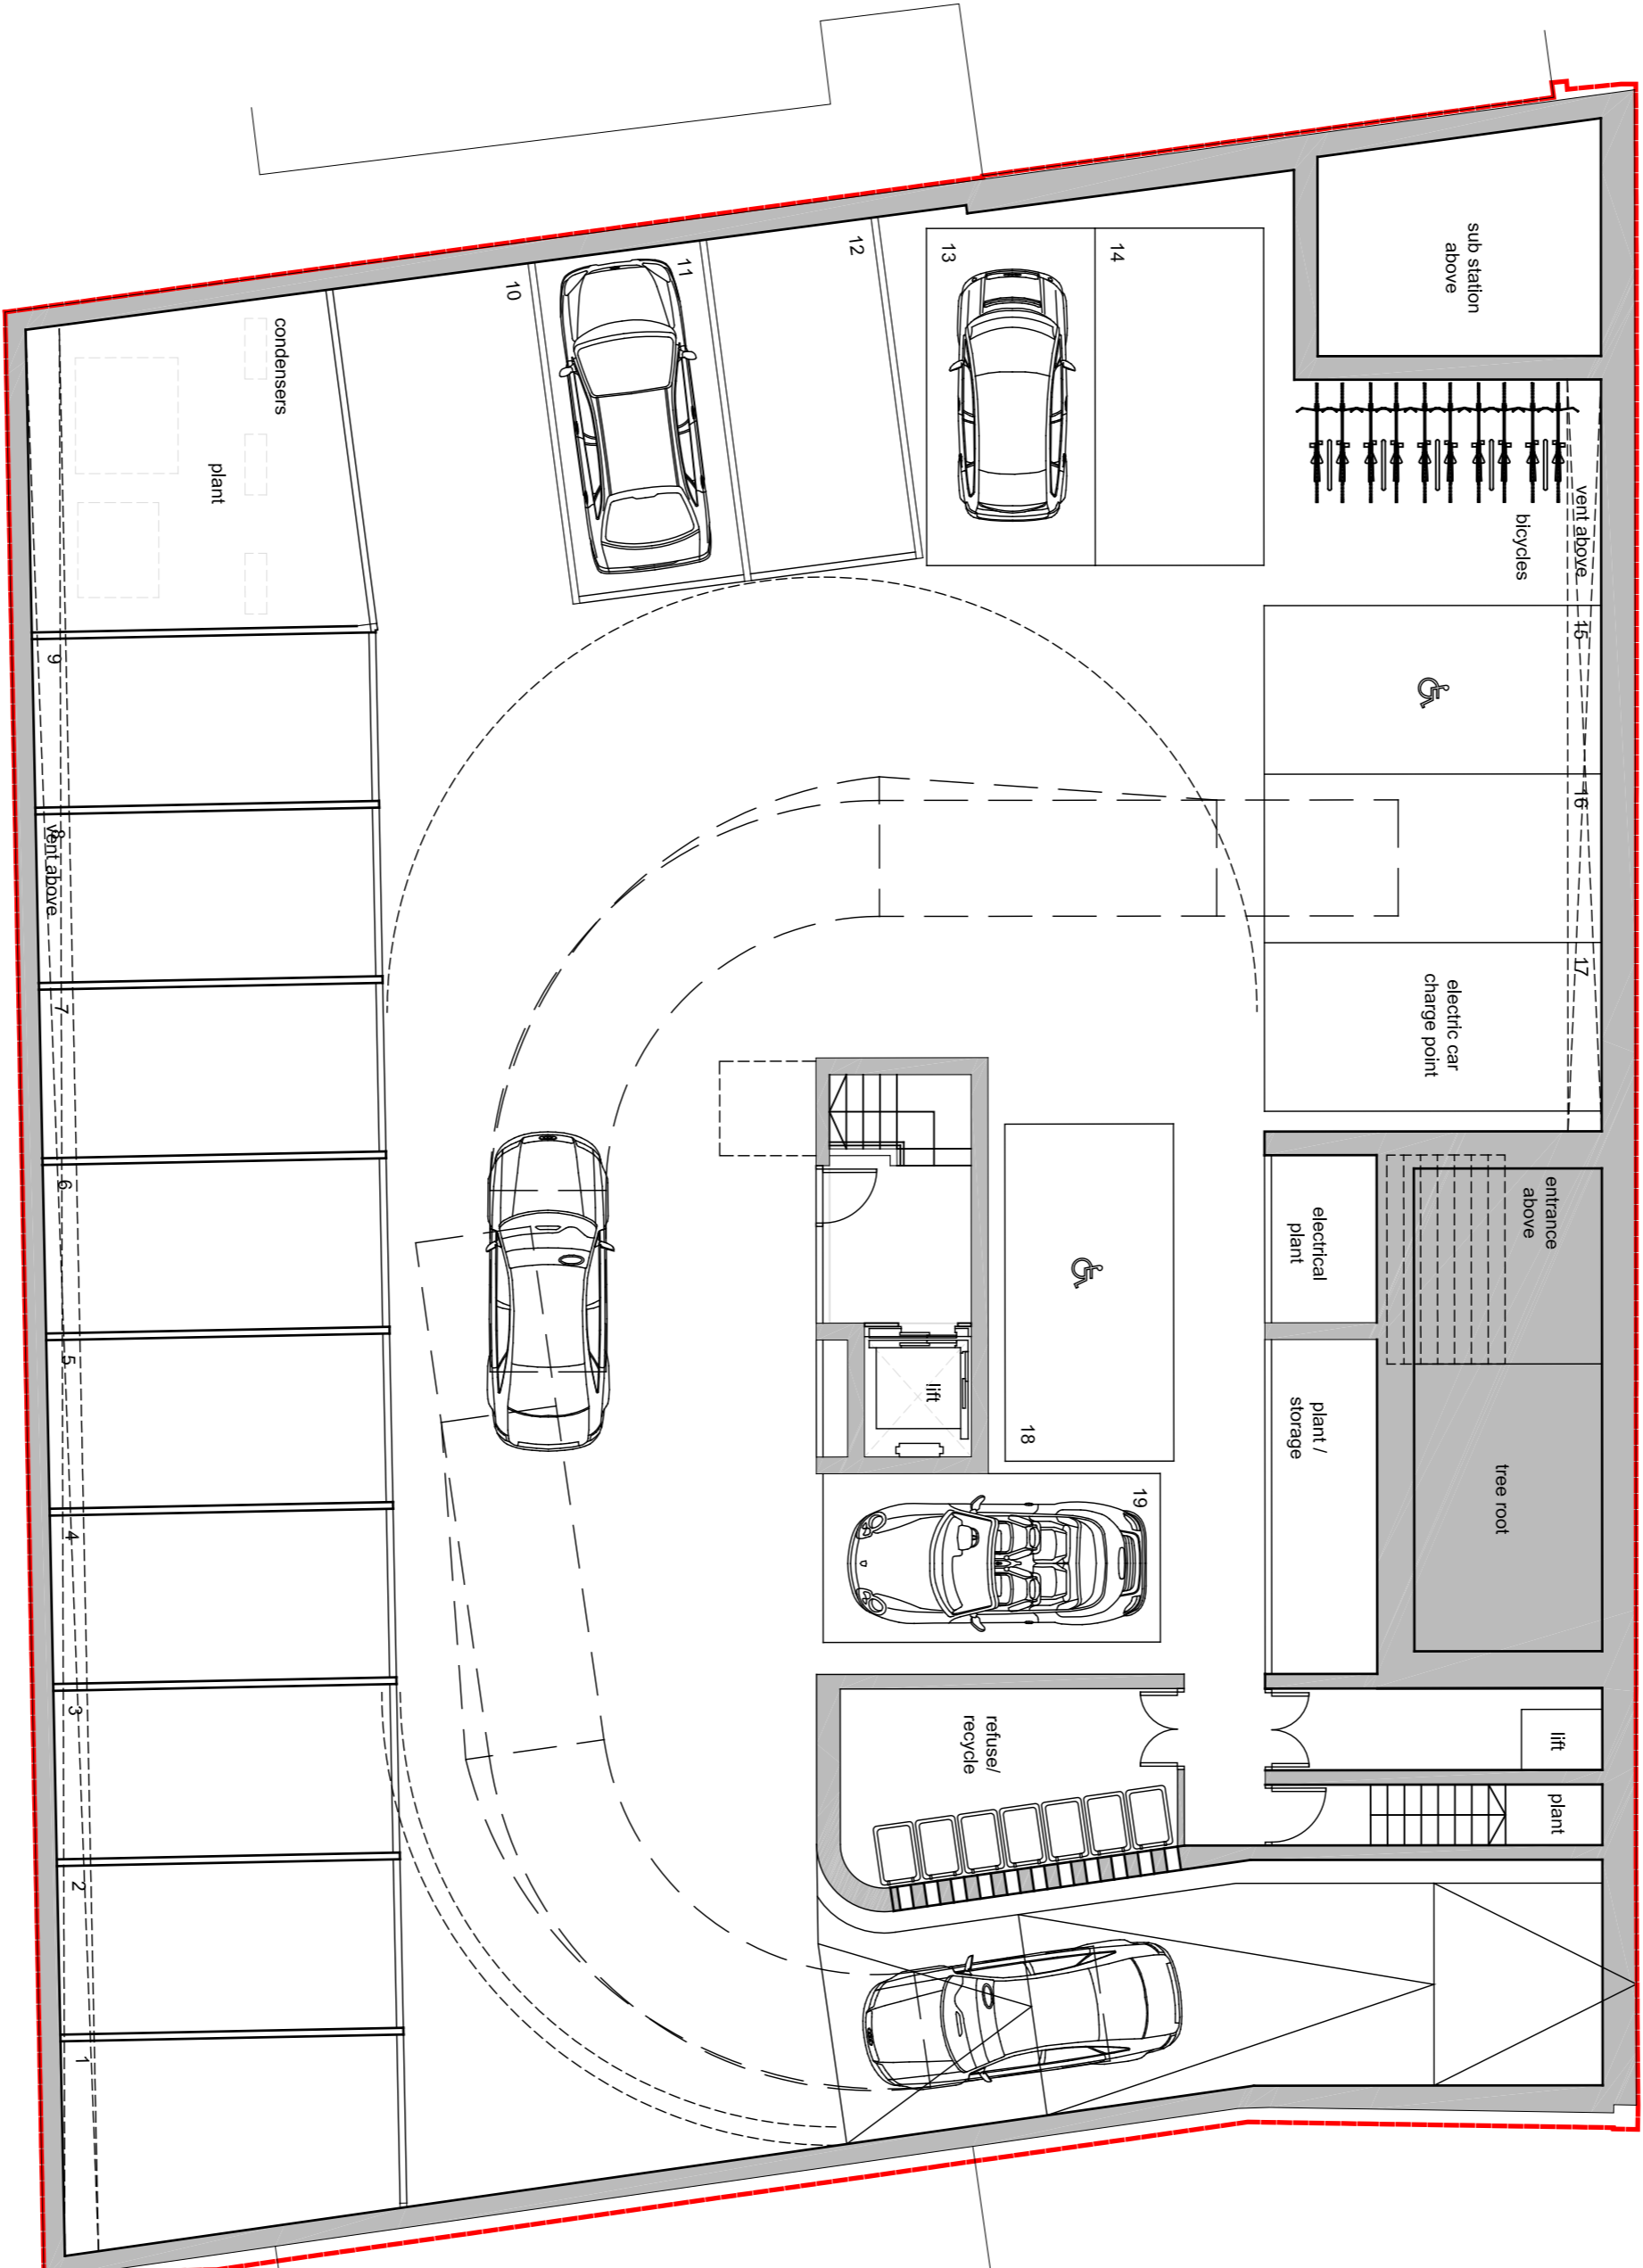 sub station
above
vent above
bicycles
12
13
14
11
10
condensers
plant
15
16
17
electric car
charge point
9
8
vent above
7
6
5
4
3
2
1
entrance
above
electrical
plant
plant /
storage
tree root
lift
18
19
refuse/
recycle
lift
plant